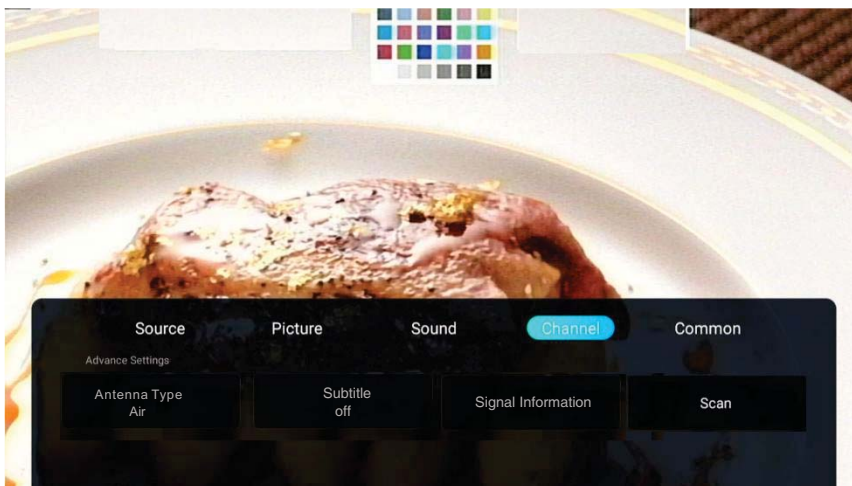 Source
Picture
Sound
Channel
Common
Advance Settings
Antenna Type
Air
Subtitle
off
Signal Information
Scan